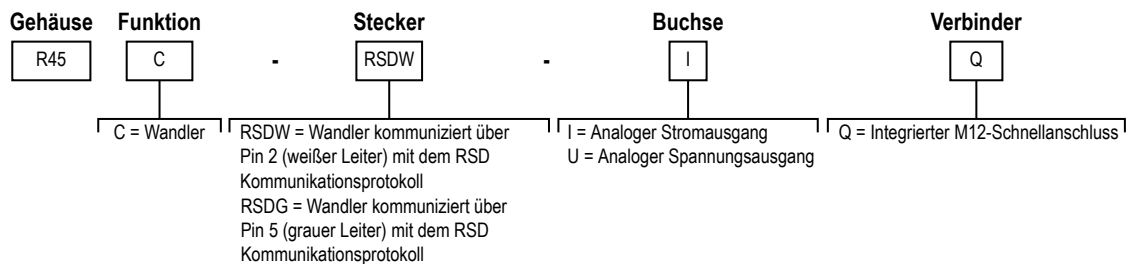 Gehäuse Funktion Stecker Buchse Verbinder
R45 C - RSDW - I Q
C = Wandler
RSDW = Wandler kommuniziert über
Pin 2 (weißer Leiter) mit dem RSD
Kommunikationsprotokoll
RSDG = Wandler kommuniziert über
Pin 5 (grauer Leiter) mit dem RSD
Kommunikationsprotokoll
I = Analoger Stromausgang
U = Analoger Spannungsausgang
Q = Integrierter M12-Schnellanschluss